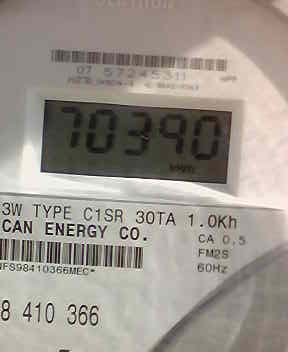 07 57245311
70390
kWh
3W TYPE C1SR 30TA 1.0Kh
CAN ENERGY CO.
CA 0.5
FM2S
60Hz
NFS98410366MEC*
8 410 366